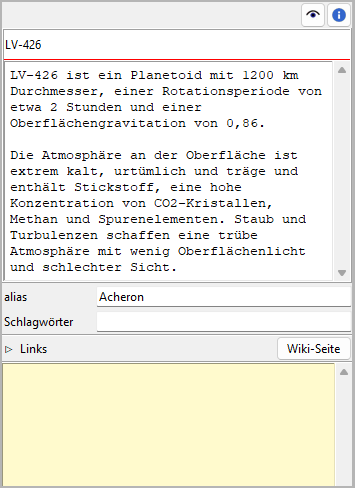 LV-426
LV-426 ist ein Planetoid mit 1200 km
Durchmesser, einer Rotationsperiode von
etwa 2 Stunden und einer
Oberflächengravitation von 0,86.

Die Atmosphäre an der Oberfläche ist
extrem kalt, urtümlich und träge und
enthält Stickstoff, eine hohe
Konzentration von CO2-Kristallen,
Methan und Spurenelementen. Staub und
Turbulenzen schaffen eine trübe
Atmosphäre mit wenig Oberflächenlicht
und schlechter Sicht.
alias Acheron
Schlagwörter
Links Wiki-Seite